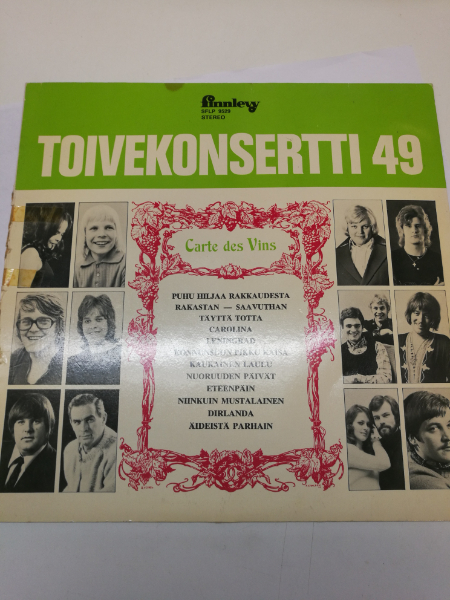 finnlevy
SFLP 9529
STEREO
TOIVEKONSERTTI 49
Carte des Vins
PUHU HILJAA RAKKAUDESTA
RAKASTAN — SAAVUTHAN
TÄYTTÄ TOTTA
CAROLINA
LENINGRAD
KAUKAINEN LAULU
NUORUUDEN PÄIVÄT
ETEENPÄIN
NIINKUIN MUSTALAINEN
DIRLANDA
ÄIDEISTÄ PARHAIN